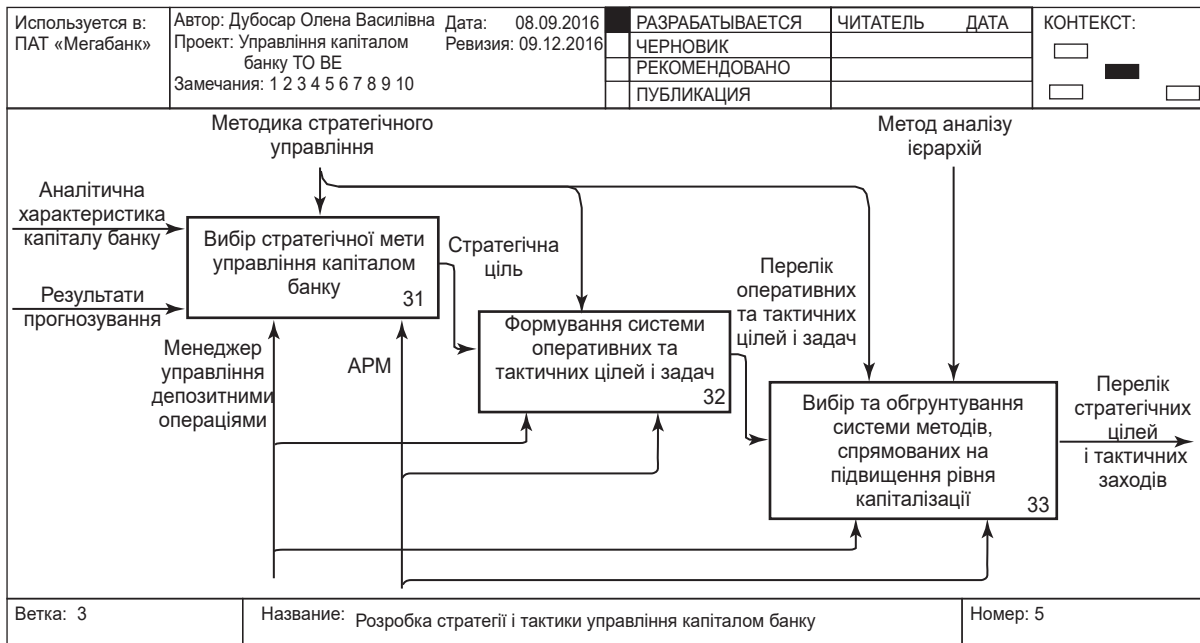 Используется в:
ПАТ «Мегабанк»
Автор: Дубосар Олена Василівна
Проект: Управління капіталом
банку ТО ВЕ
Замечания: 1 2 3 4 5 6 7 8 9 10
Дата: 08.09.2016
Ревизия: 09.12.2016
РАЗРАБАТЫВАЕТСЯ
ЧЕРНОВИК
РЕКОМЕНДОВАНО
ПУБЛИКАЦИЯ
ЧИТАТЕЛЬ ДАТА
КОНТЕКСТ:
Методика стратегічного
управління
Метод аналізу
ієрархій
Аналітична
характеристика
капіталу банку
Результати
прогнозування
Вибір стратегічної мети
управління капіталом
банку
31
Стратегічна
ціль
Менеджер
управління
депозитними
операціями
АРМ
Формування системи
оперативних та
тактичних цілей і задач
32
Перелік
оперативних
та тактичних
цілей і задач
Вибір та обгрунтування
системи методів,
спрямованих на
підвищення рівня
капіталізації
33
Перелік
стратегічних
цілей
і тактичних
заходів
Ветка: 3
Название: Розробка стратегії і тактики управління капіталом банку
Номер: 5